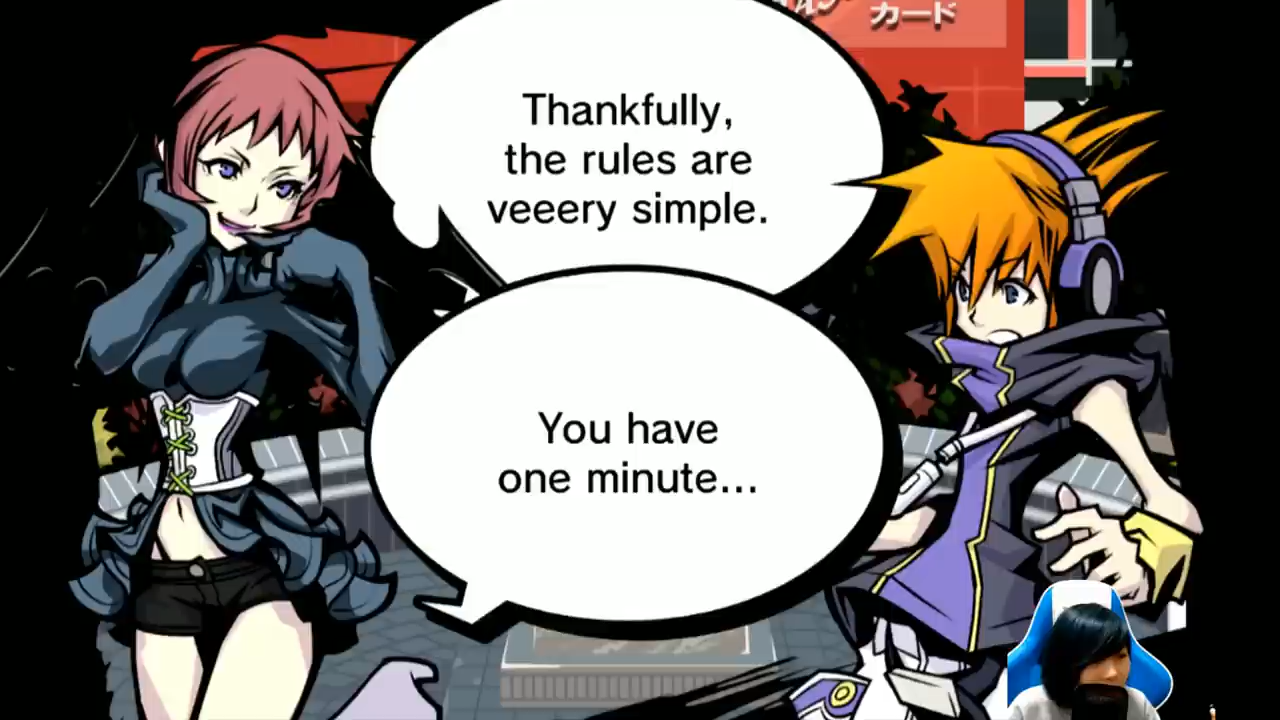 カード
Thankfully,
the rules are
veeery simple.
You have
one minute...